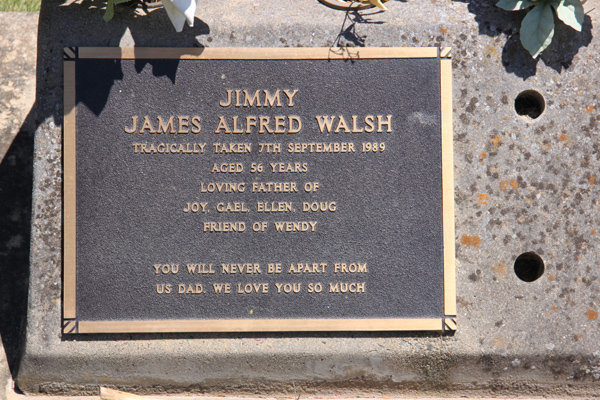 JIMMY
JAMES ALFRED WALSH
TRAGICALLY TAKEN 7TH SEPTEMBER 1989
AGED 56 YEARS
LOVING FATHER OF
JOY, GAEL, ELLEN, DOUG
FRIEND OF WENDY
YOU WILL NEVER BE APART FROM
US DAD. WE LOVE YOU SO MUCH